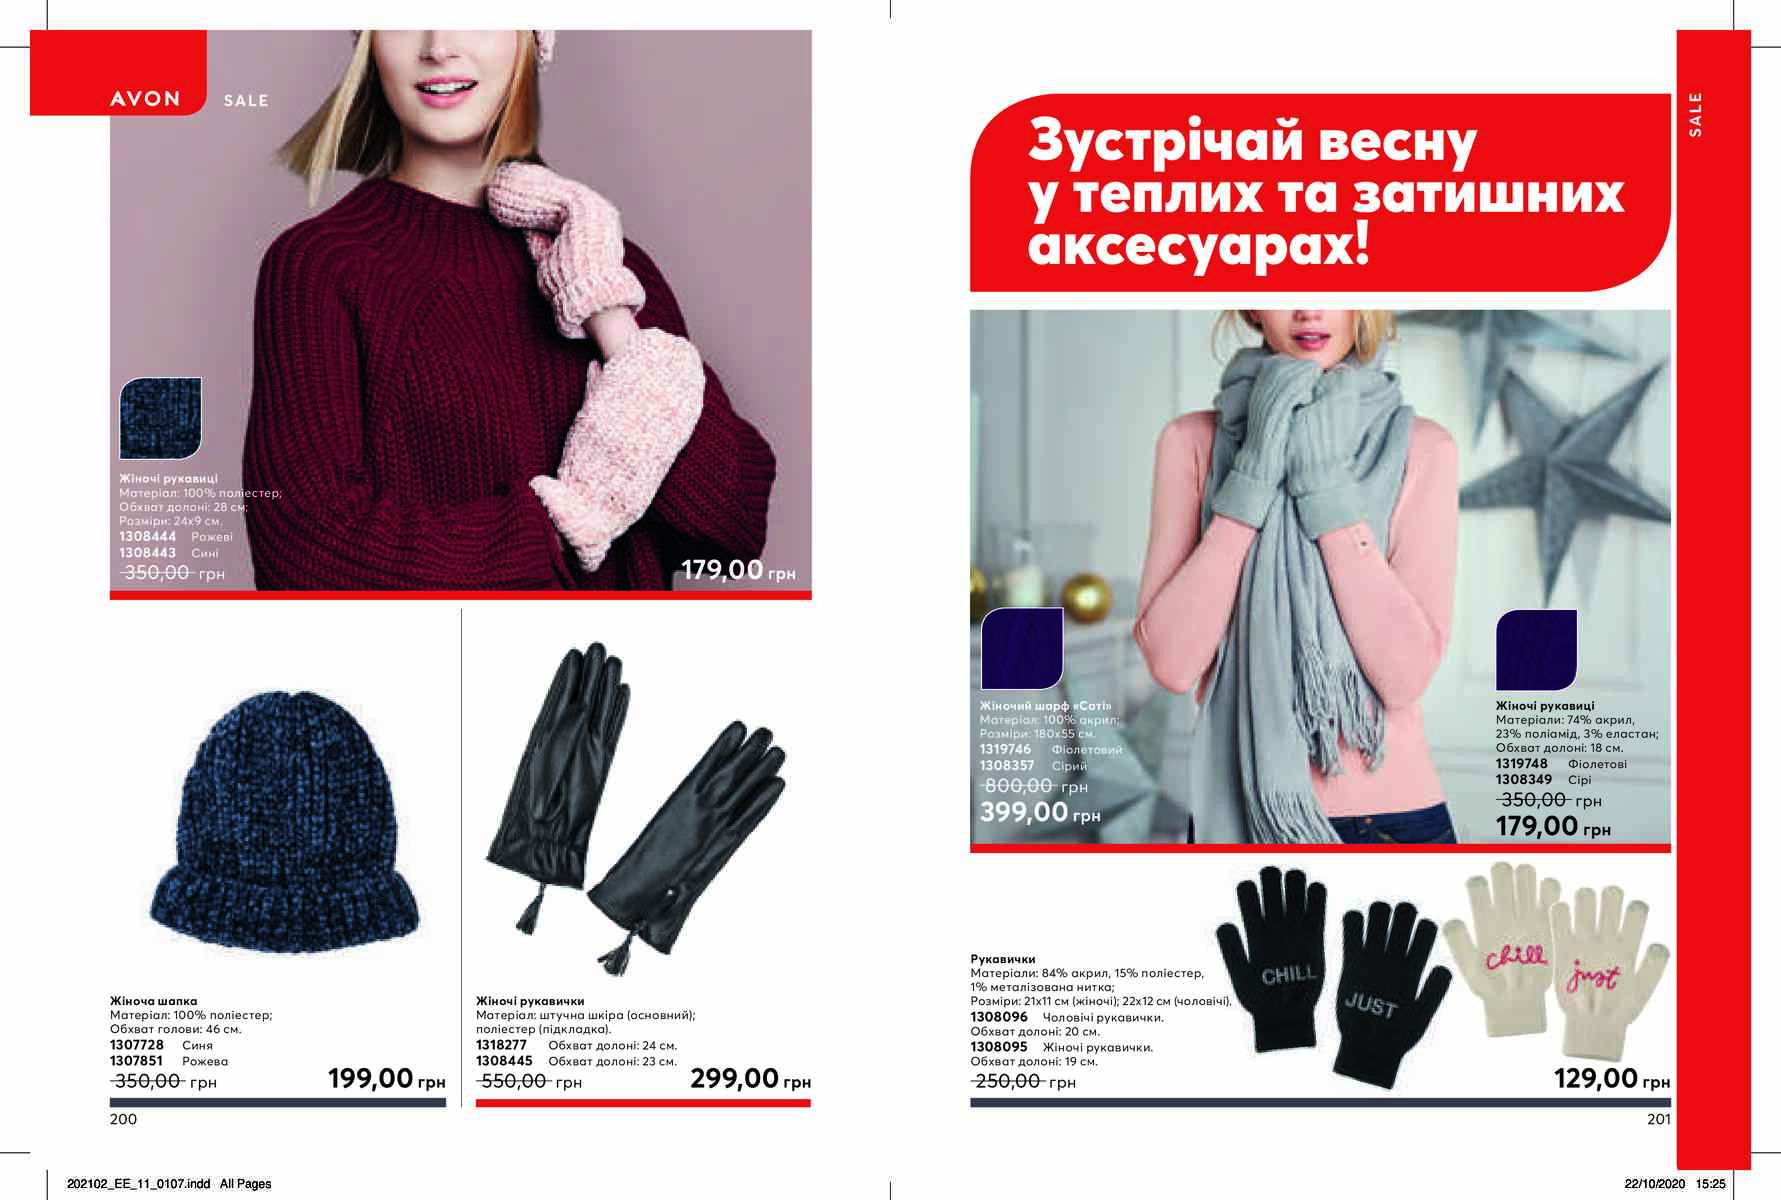 AVON
SALE
Жіночі рукавиці
Матеріал: 100% поліестер;
Обхват долоні: 28 см;
Розміри: 24х9 см.
1308444 Рожеві
1308443 Сині
350,00 грн
179,00 грн
Жіноча шапка
Матеріал: 100% поліестер;
Обхват голови: 46 см.
1307728 Синя
1307851 Рожева
350,00 грн
199,00 грн
Жіночі рукавички
Матеріал: штучна шкіра (основний);
поліестер (підкладка).
1318277 Обхват долоні: 24 см.
1308445 Обхват долоні: 23 см.
550,00 грн
299,00 грн
200
SALE
Зустрічай весну
у теплих та затишних
аксесуарах!
Жіночий шарф «Саті»
Матеріал: 100% акрил;
Розміри: 180х55 см.
1319746 Фіолетовий
1308357 Сірий
800,00 грн
399,00 грн
Жіночі рукавиці
Матеріали: 74% акрил,
23% поліамід, 3% еластан;
Обхват долоні: 18 см.
1319748 Фіолетові
1308349 Сірі
350,00 грн
179,00 грн
Рукавички
Матеріали: 84% акрил, 15% поліестер,
1% металізована нитка;
Розміри: 21х11 см (жіночі); 22х12 см (чоловічі).
1308096 Чоловічі рукавички.
Обхват долоні: 20 см.
1308095 Жіночі рукавички.
Обхват долоні: 19 см.
250,00 грн
CHILL
JUST
chill
just
129,00 грн
201
202102_EE_11_0107.indd All Pages
22/10/2020 15:25